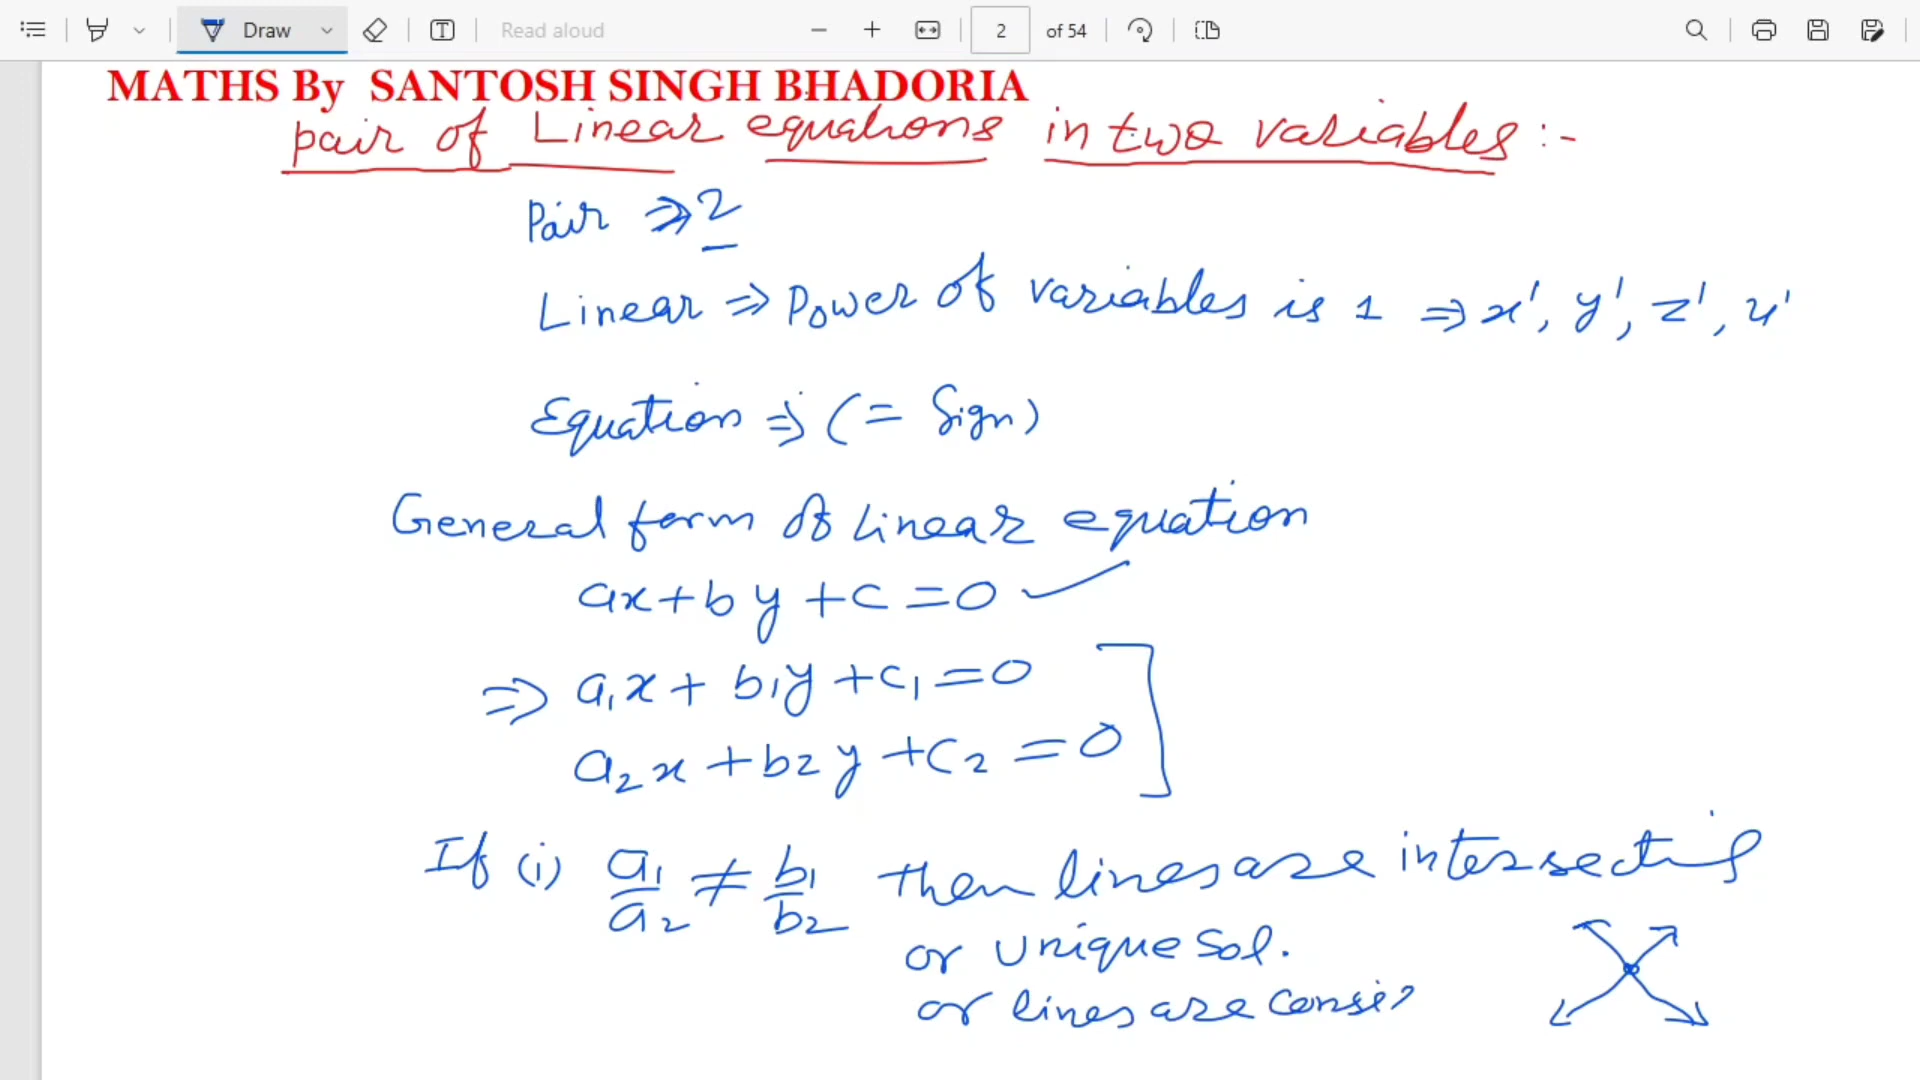 Draw
Read aloud
2 of 54
MATHS By SANTOSH SINGH BHADORIA
pair of Linear equations in two variables :-
Pair ⇒ 2
Linear ⇒ Power of variables is 1 ⇒ x¹, y¹, z¹, u¹
Equation ⇒ (= Sign)
General form of Linear equation
ax+by+c=0 ✓
⇒ a₁x+b₁y+c₁=0
a₂x+b₂y+c₂=0 ]
If (i) a₁/a₂ ≠ b₁/b₂ then lines are intersecting
or unique Sol.
or lines are consis